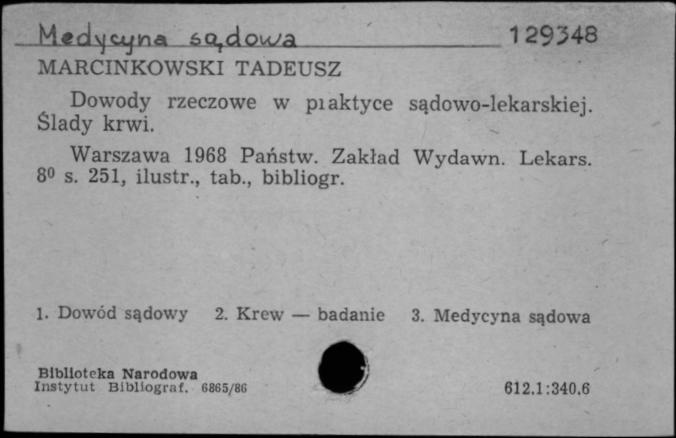 Medycyna sądowa 129348
MARCINKOWSKI TADEUSZ
Dowody rzeczowe w praktyce sądowo-lekarskiej.
Ślady krwi.
Warszawa 1968 Państw. Zakład Wydawn. Lekars.
8⁰ s. 251, ilustr., tab., bibliogr.
1. Dowód sądowy 2. Krew — badanie 3. Medycyna sądowa
Biblioteka Narodowa
Instytut Bibliograf. 6865/86 612.1:340.6